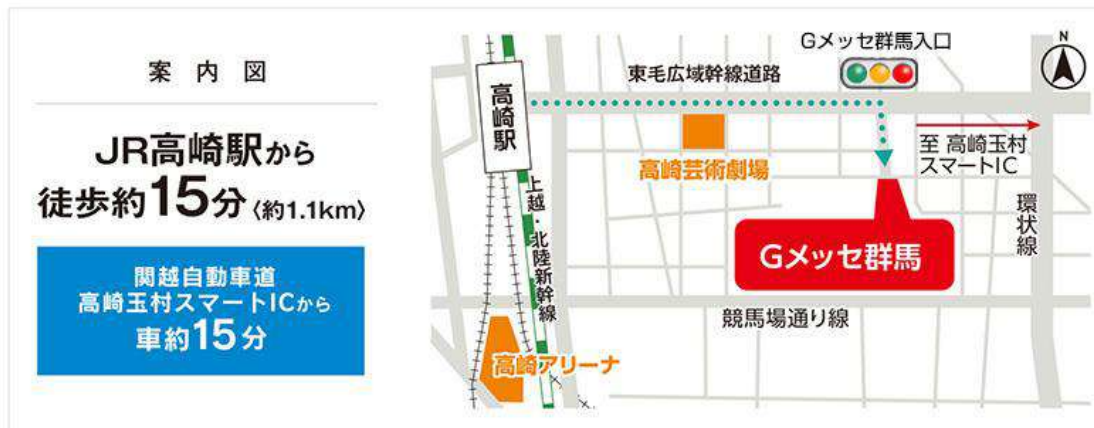 案内図
JR高崎駅から
徒歩約15分〈約1.1km〉
関越自動車道
高崎玉村スマートICから
車約15分
Gメッセ群馬入口
N
東毛広域幹線道路
高崎駅
至 高崎玉村
スマートIC
高崎芸術劇場
上越・北陸新幹線
環状線
Gメッセ群馬
競馬場通り線
高崎アリーナ